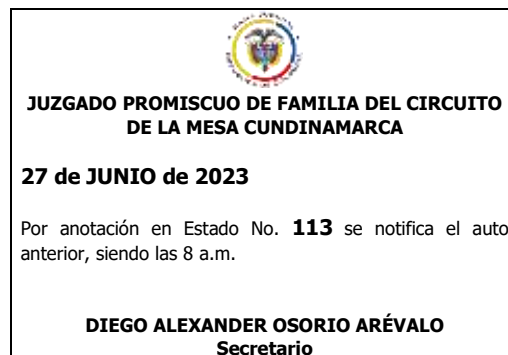 JUZGADO PROMISCUO DE FAMILIA DEL CIRCUITO
DE LA MESA CUNDINAMARCA
27 de JUNIO de 2023
Por anotación en Estado No. 113 se notifica el auto
anterior, siendo las 8 a.m.
DIEGO ALEXANDER OSORIO ARÉVALO
Secretario